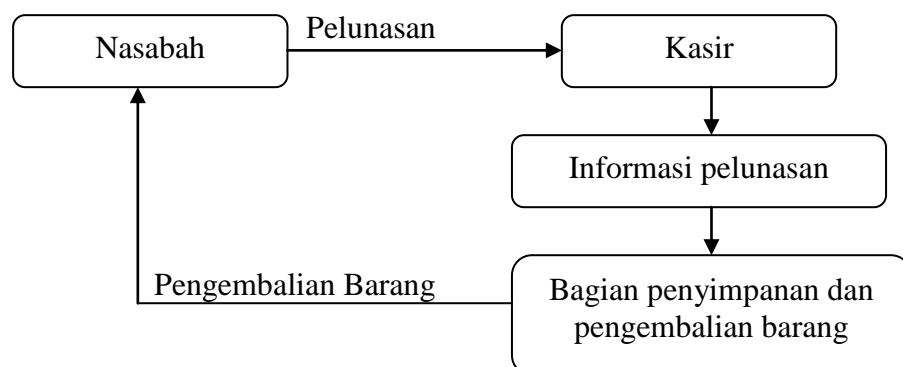 Pelunasan
Nasabah
Kasir
Informasi pelunasan
Pengembalian Barang
Bagian penyimpanan dan
pengembalian barang